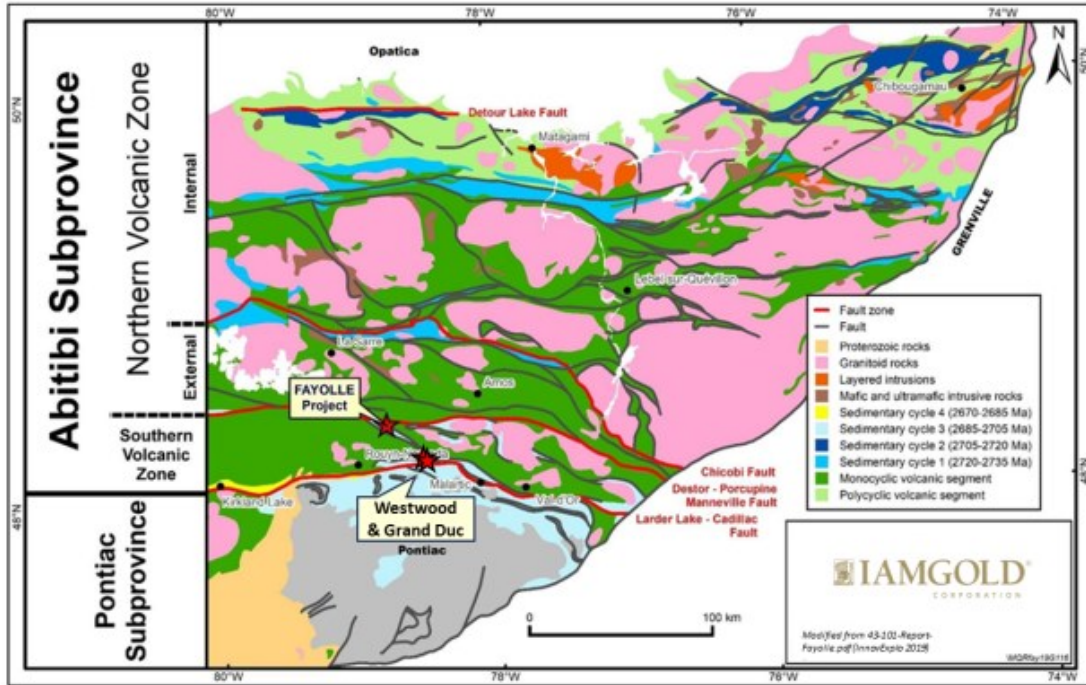 80°W
78°W
76°W
74°W
Opatica
N
50°N
50°N
Chibougamau
Detour Lake Fault
Matagami
Abitibi Subprovince
Northern Volcanic Zone
Internal
GRENVILLE
Lebel-sur-Quévillon
Fault zone
Fault
Proterozoic rocks
Granitoid rocks
Layered intrusions
Mafic and ultramafic intrusive rocks
Sedimentary cycle 4 (2670-2685 Ma)
Sedimentary cycle 3 (2685-2705 Ma)
Sedimentary cycle 2 (2705-2720 Ma)
Sedimentary cycle 1 (2720-2735 Ma)
Monocyclic volcanic segment
Polycyclic volcanic segment
External
La Sarre
Amos
FAYOLLE
Project
Southern
Volcanic
Zone
Chicobi Fault
Destor - Porcupine
Manneville Fault
Larder Lake - Cadillac
Fault
Kirkland Lake
Malartic
Val-d'Or
Westwood
& Grand Duc
Pontiac
48°N
Pontiac
Subprovince
0
100 km
IAMGOLD®
CORPORATION
Modified from 43-101-Report-
Fayolle.pdf (InnovExplo 2019)
80°W
78°W
76°W
74°W